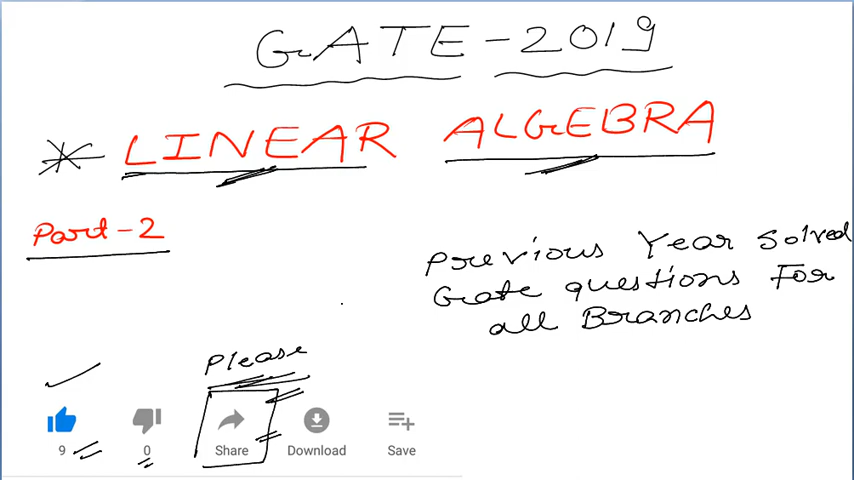 GATE-2019
LINEAR ALGEBRA
Part-2
Previous Year Solved
Gate questions For
all Branches
Please
9 0 Share Download Save